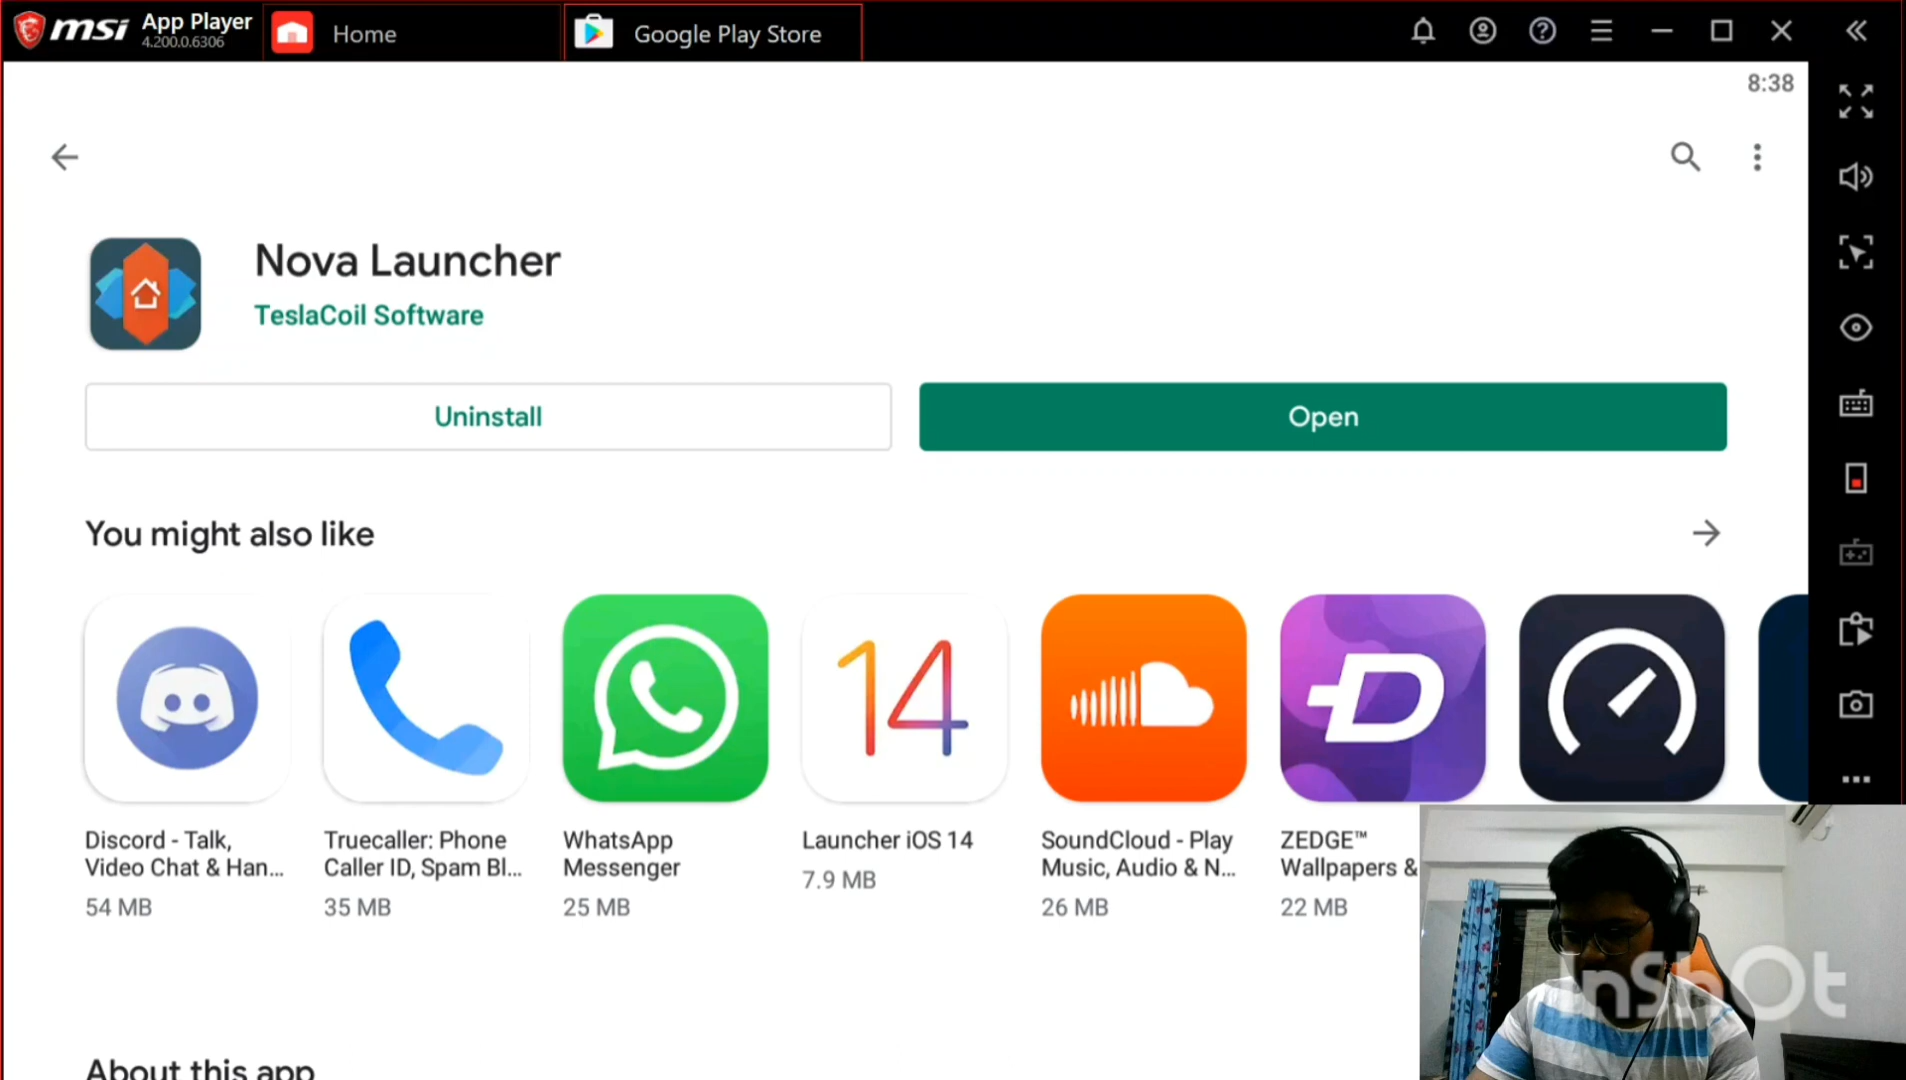 msi App Player
4.200.0.6306
Home
Google Play Store
8:38
Nova Launcher
TeslaCoil Software
Uninstall
Open
You might also like
14
Discord - Talk,
Video Chat & Han...
54 MB
Truecaller: Phone
Caller ID, Spam Bl...
35 MB
WhatsApp
Messenger
25 MB
Launcher iOS 14
7.9 MB
SoundCloud - Play
Music, Audio & N...
26 MB
ZEDGE™
Wallpapers &
22 MB
InShOt
About this app